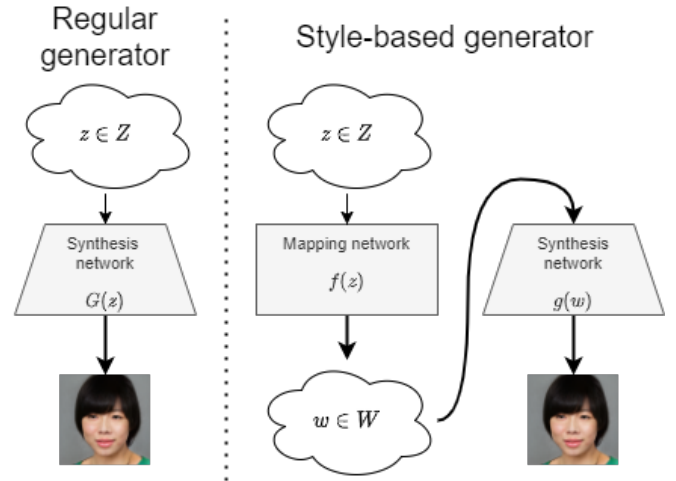 Regular
generator
z ∈ Z
Synthesis
network
G(z)
Style-based generator
z ∈ Z
Mapping network
f(z)
w ∈ W
Synthesis
network
g(w)